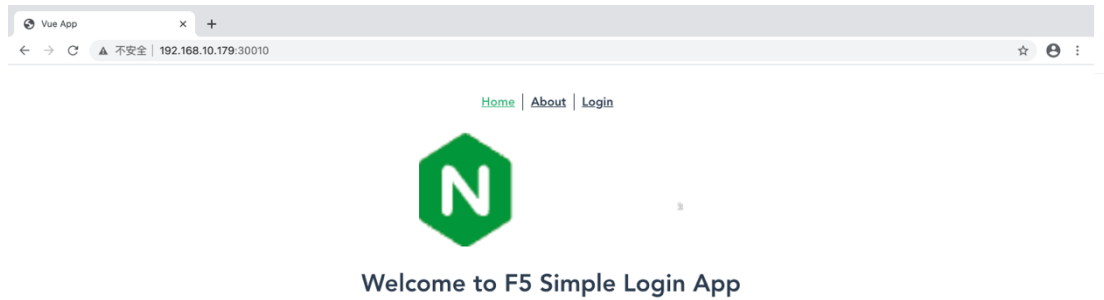 Vue App
不安全 | 192.168.10.179:30010
Home | About | Login
N
Welcome to F5 Simple Login App